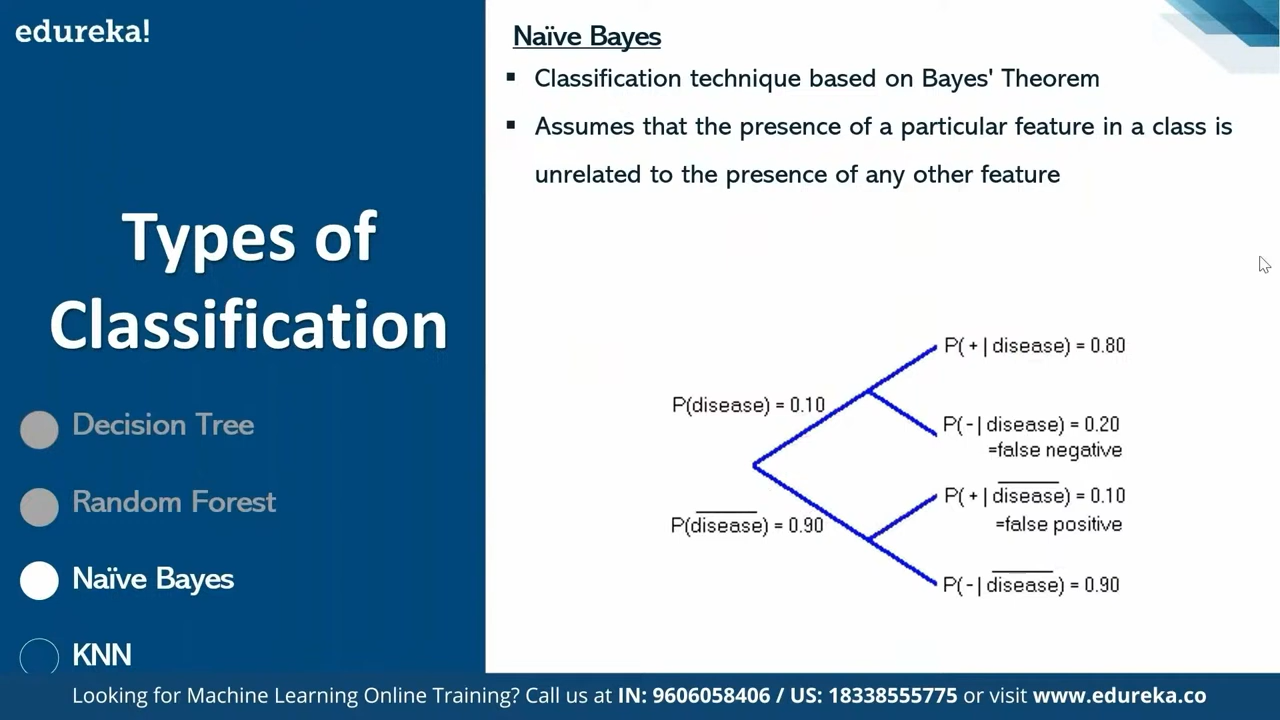 edureka!
Types of
Classification
Decision Tree
Random Forest
Naïve Bayes
KNN
Naïve Bayes
▪ Classification technique based on Bayes' Theorem
▪ Assumes that the presence of a particular feature in a class is
unrelated to the presence of any other feature
P( + | disease) = 0.80
P(disease) = 0.10
P( - | disease) = 0.20
=false negative
P( + | d̅i̅s̅e̅a̅s̅e̅) = 0.10
=false positive
P(d̅i̅s̅e̅a̅s̅e̅) = 0.90
P( - | d̅i̅s̅e̅a̅s̅e̅) = 0.90
Looking for Machine Learning Online Training? Call us at IN: 9606058406 / US: 18338555775 or visit www.edureka.co